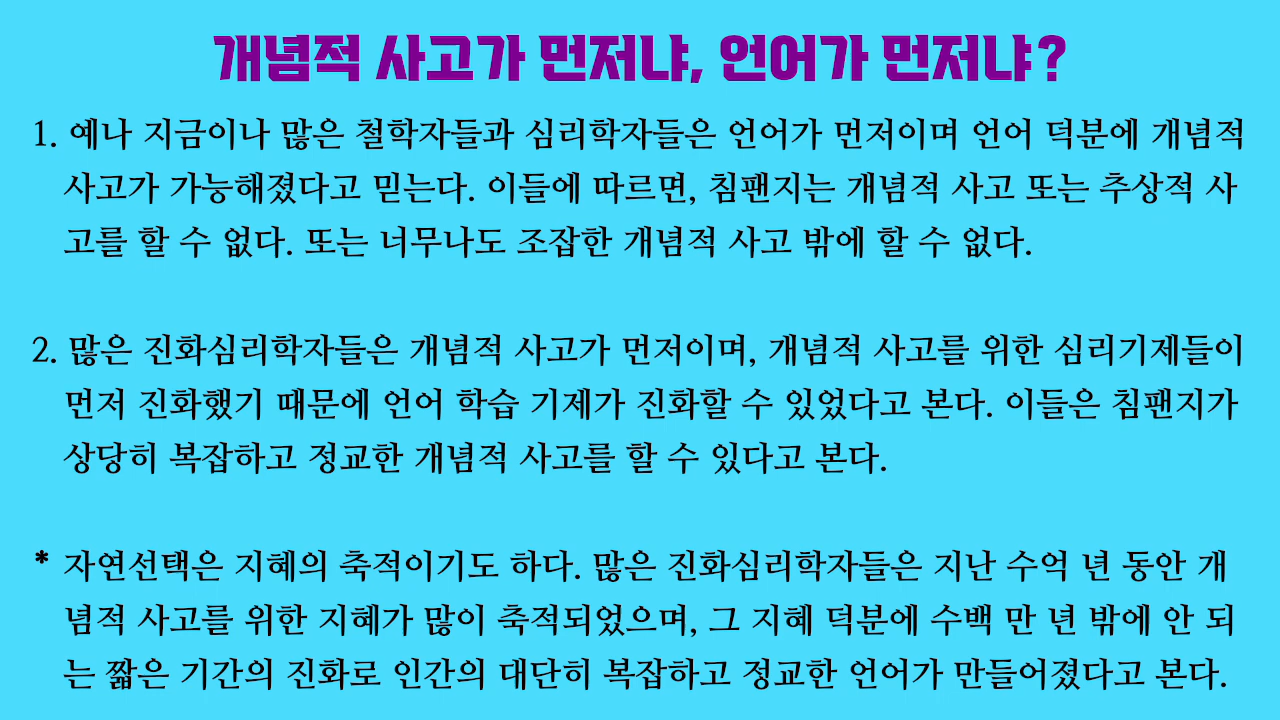 개념적 사고가 먼저냐, 언어가 먼저냐?
1. 예나 지금이나 많은 철학자들과 심리학자들은 언어가 먼저이며 언어 덕분에 개념적
사고가 가능해졌다고 믿는다. 이들에 따르면, 침팬지는 개념적 사고 또는 추상적 사
고를 할 수 없다. 또는 너무나도 조잡한 개념적 사고 밖에 할 수 없다.
2. 많은 진화심리학자들은 개념적 사고가 먼저이며, 개념적 사고를 위한 심리기제들이
먼저 진화했기 때문에 언어 학습 기제가 진화할 수 있었다고 본다. 이들은 침팬지가
상당히 복잡하고 정교한 개념적 사고를 할 수 있다고 본다.
* 자연선택은 지혜의 축적이기도 하다. 많은 진화심리학자들은 지난 수억 년 동안 개
념적 사고를 위한 지혜가 많이 축적되었으며, 그 지혜 덕분에 수백 만 년 밖에 안 되
는 짧은 기간의 진화로 인간의 대단히 복잡하고 정교한 언어가 만들어졌다고 본다.